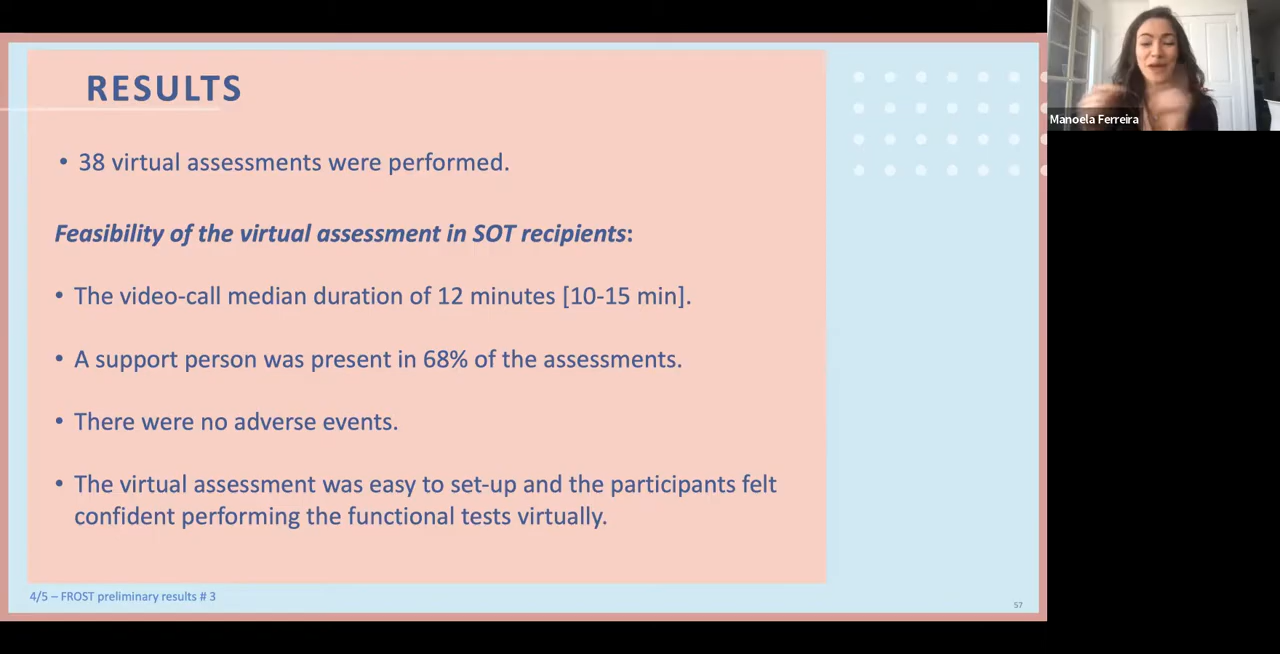 RESULTS
Manoela Ferreira
• 38 virtual assessments were performed.
Feasibility of the virtual assessment in SOT recipients:
• The video-call median duration of 12 minutes [10-15 min].
• A support person was present in 68% of the assessments.
• There were no adverse events.
• The virtual assessment was easy to set-up and the participants felt
confident performing the functional tests virtually.
4/5 – FROST preliminary results # 3
57